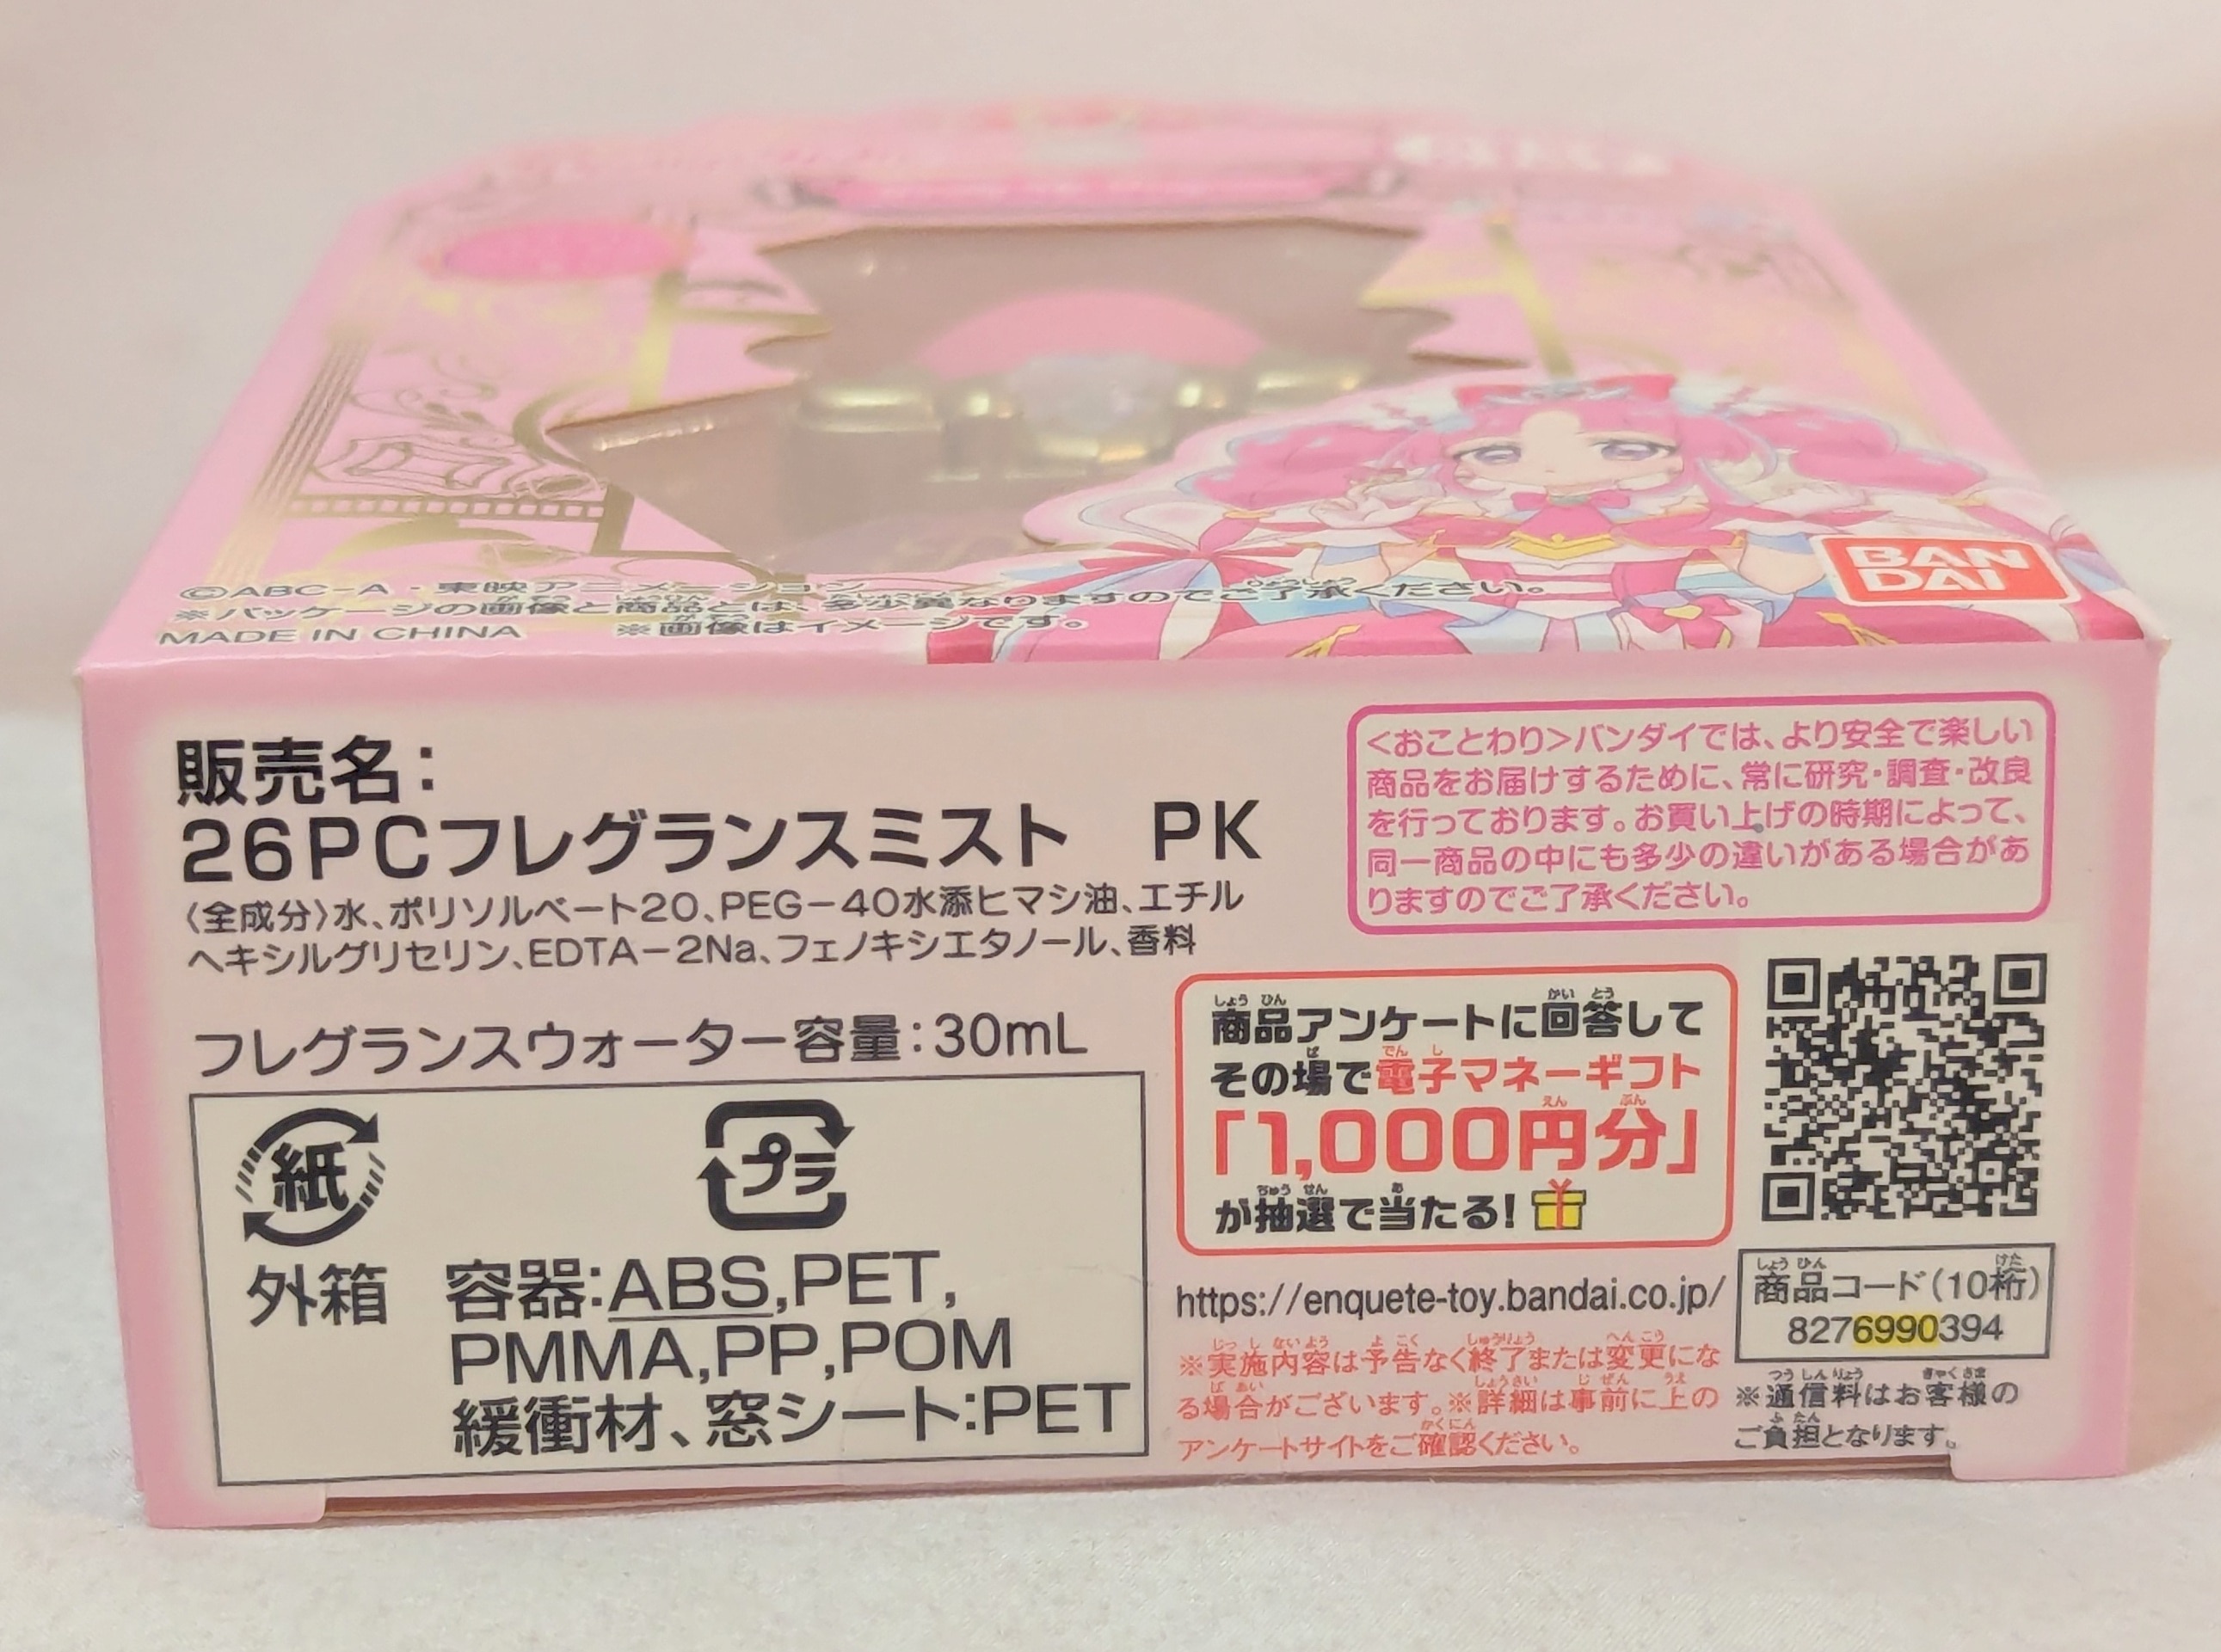 BAN
DAI
©ABC-A・東映アニメーション
※パッケージの画像と商品とは、多少異なりますのでご了承ください。
MADE IN CHINA ※画像はイメージです。
販売名：
26PCフレグランスミスト PK
〈全成分〉水、ポリソルベート20、PEG－40水添ヒマシ油、エチル
ヘキシルグリセリン、EDTA－2Na、フェノキシエタノール、香料
フレグランスウォーター容量：30mL
紙
外箱
プラ
容器：ABS,PET,
PMMA,PP,POM
緩衝材、窓シート：PET
＜おことわり＞バンダイでは、より安全で楽しい
商品をお届けするために、常に研究・調査・改良
を行っております。お買い上げの時期によって、
同一商品の中にも多少の違いがある場合があ
りますのでご了承ください。
商品アンケートに回答して
その場で電子マネーギフト
「1,000円分」
が抽選で当たる!
https://enquete-toy.bandai.co.jp/
※実施内容は予告なく終了または変更にな
る場合がございます。※詳細は事前に上の
アンケートサイトをご確認ください。
商品コード（10桁）
8276990394
※通信料はお客様の
ご負担となります。